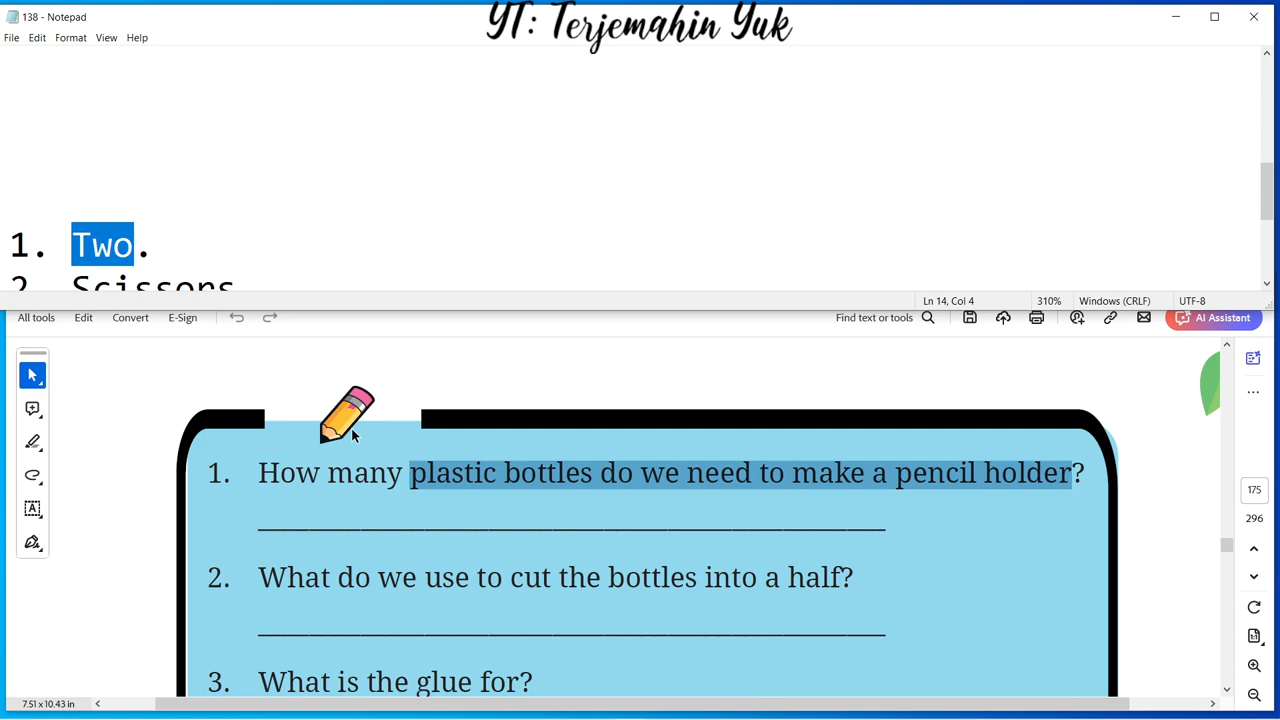 138 - Notepad
YT: Terjemahin Yuk
File Edit Format View Help
1. Two.
2. Scissors
Ln 14, Col 4 310% Windows (CRLF) UTF-8
All tools Edit Convert E-Sign Find text or tools AI Assistant
1. How many plastic bottles do we need to make a pencil holder?
2. What do we use to cut the bottles into a half?
3. What is the glue for?
175
296
7.51 x 10.43 in